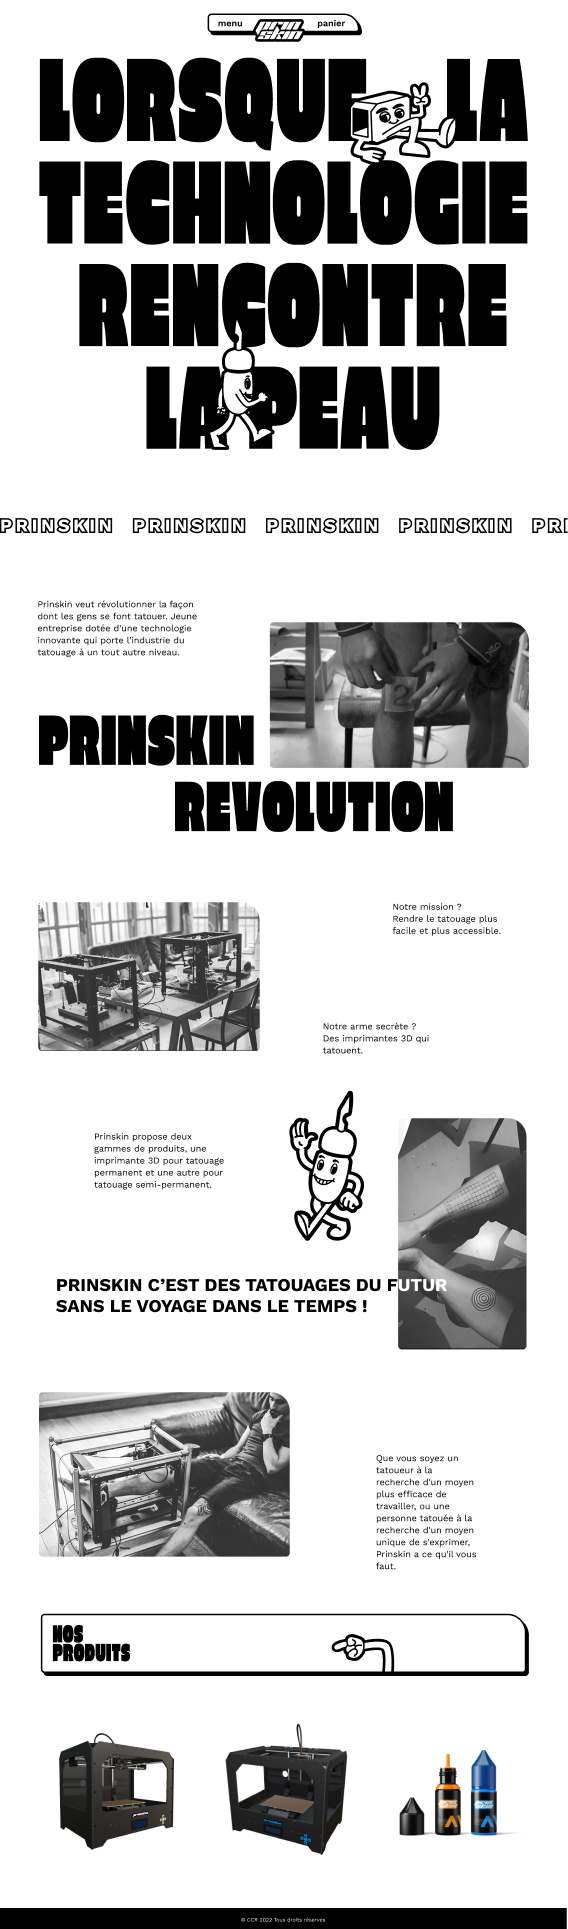 menu
prin
skin
panier
LORSQUE LA
TECHNOLOGIE
RENCONTRE
LA PEAU
PRINSKIN PRINSKIN PRINSKIN PRINSKIN PRI
Prinskin veut révolutionner la façon
dont les gens se font tatouer. Jeune
entreprise dotée d'une technologie
innovante qui porte l'industrie du
tatouage à un tout autre niveau.
PRINSKIN
REVOLUTION
Notre mission ?
Rendre le tatouage plus
facile et plus accessible.
Notre arme secrète ?
Des imprimantes 3D qui
tatouent.
Prinskin propose deux
gammes de produits, une
imprimante 3D pour tatouage
permanent et une autre pour
tatouage semi-permanent.
PRINSKIN C'EST DES TATOUAGES DU FUTUR
SANS LE VOYAGE DANS LE TEMPS !
Que vous soyez un
tatoueur à la
recherche d'un moyen
plus efficace de
travailler, ou une
personne tatouée à la
recherche d'un moyen
unique de s'exprimer,
Prinskin a ce qu'il vous
faut.
NOS
PRODUITS
© CCR 2022 Tous droits réservés